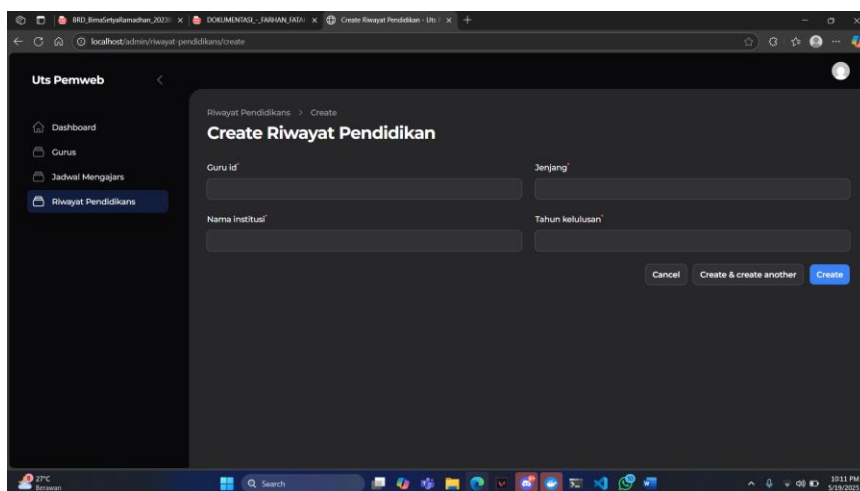 BRD_BimaSetyaRamadhan_2023
DOKUMENTASI_-_FARHAN_FATA
Create Riwayat Pendidikan - Uts
localhost/admin/riwayat-pendidikans/create
Uts Pemweb
Dashboard
Gurus
Jadwal Mengajars
Riwayat Pendidikans
Riwayat Pendidikans > Create
Create Riwayat Pendidikan
Guru id* Jenjang*
Nama institusi* Tahun kelulusan*
Cancel Create & create another Create
27°C
Berawan
Search
10:11 PM
5/19/2025